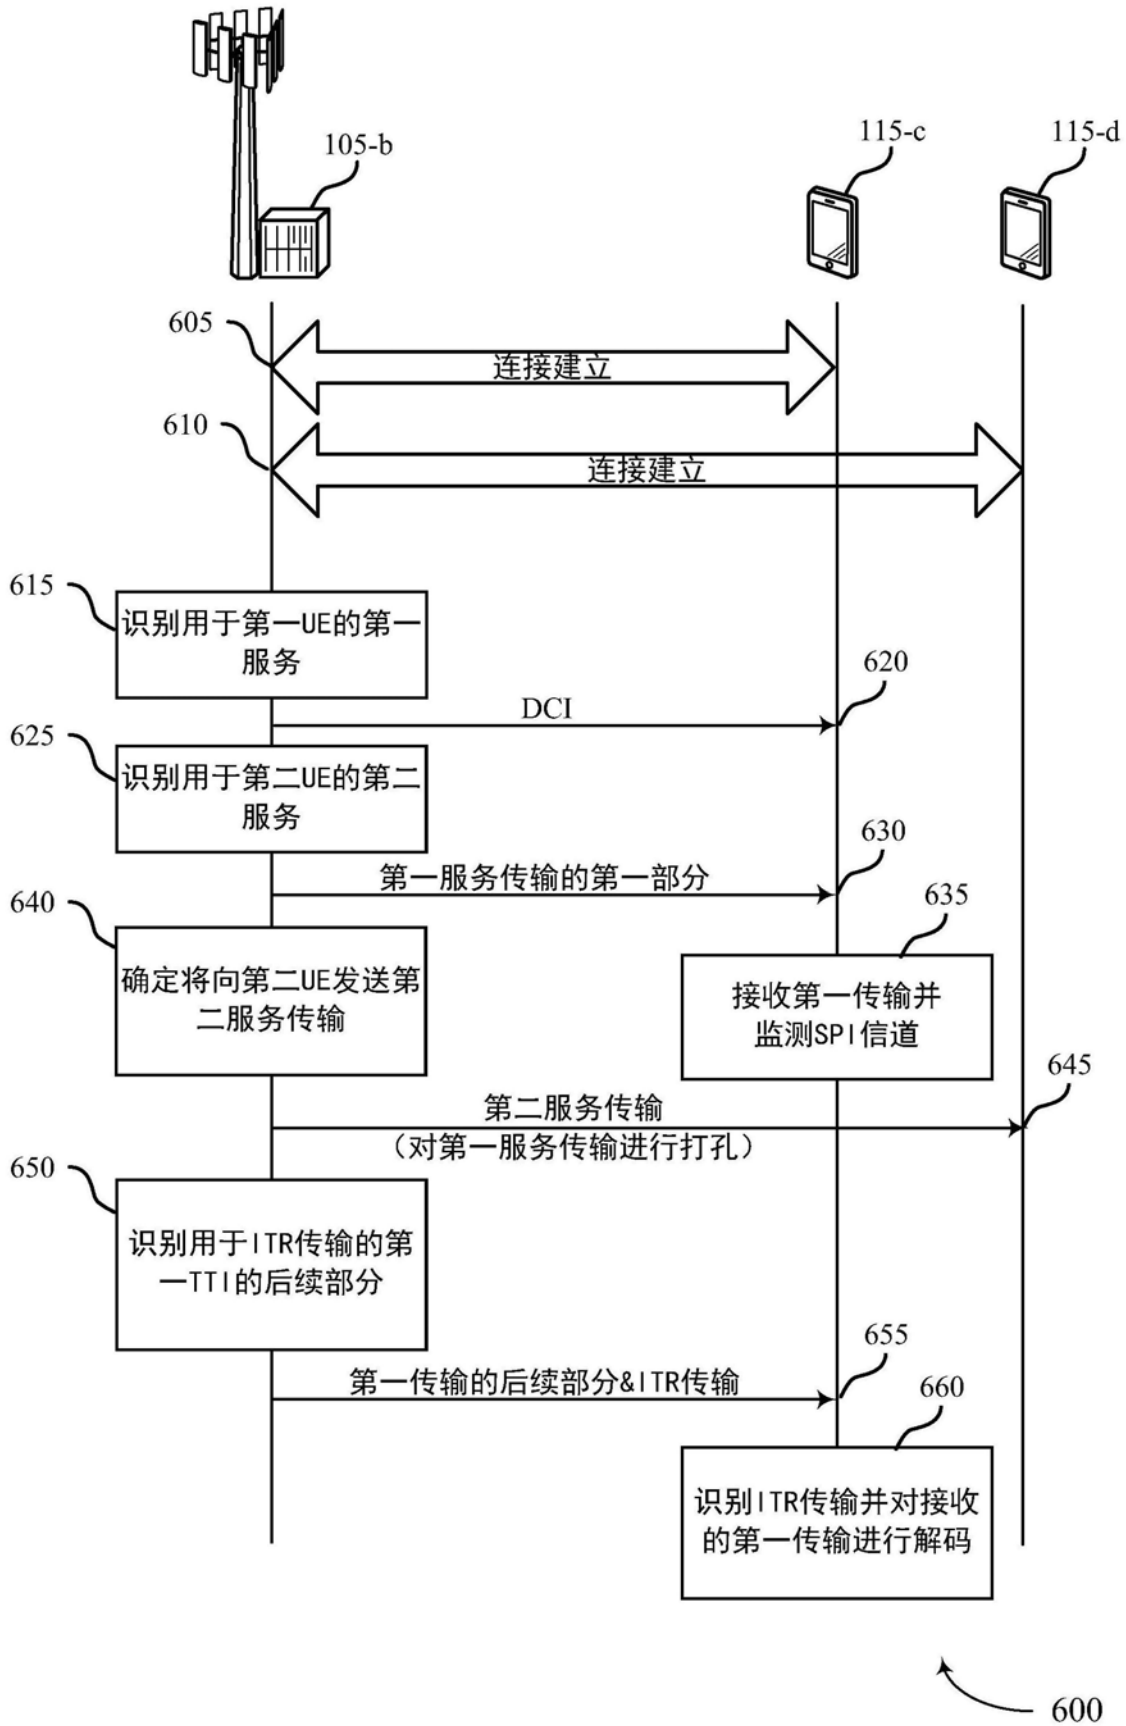 105-b
115-c
115-d
605
连接建立
610
连接建立
615
识别用于第一UE的第一
服务
620
DCI
625
识别用于第二UE的第二
服务
630
第一服务传输的第一部分
640
635
确定将向第二UE发送第
二服务传输
接收第一传输并
监测SPI信道
645
第二服务传输
（对第一服务传输进行打孔）
650
识别用于ITR传输的第
一TTI的后续部分
655
第一传输的后续部分&ITR传输
660
识别ITR传输并对接收
的第一传输进行解码
600